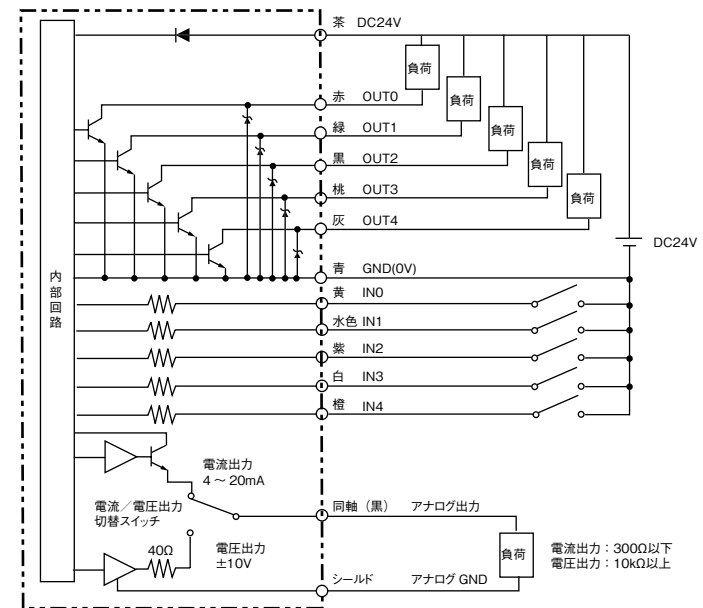 茶 DC24V
負荷
赤 OUT0
負荷
緑 OUT1
負荷
黒 OUT2
負荷
桃 OUT3
負荷
灰 OUT4
DC24V
青 GND(0V)
内部回路
黄 IN0
水色 IN1
紫 IN2
白 IN3
橙 IN4
電流出力
4 ～ 20mA
電流／電圧出力
切替スイッチ
同軸（黒） アナログ出力
40Ω
電圧出力
±10V
負荷
電流出力：300Ω以下
電圧出力：10kΩ以上
シールド アナログ GND